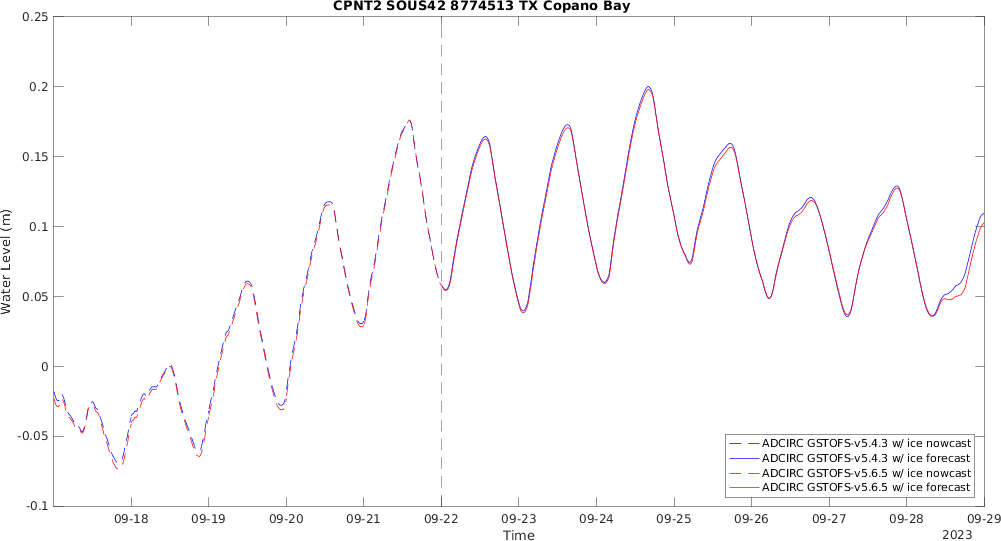 CPNT2 SOUS42 8774513 TX Copano Bay
0.25
0.2
0.15
0.1
0.05
0
-0.05
-0.1
Water Level (m)
09-18 09-19 09-20 09-21 09-22 09-23 09-24 09-25 09-26 09-27 09-28 09-29
2023
Time
ADCIRC GSTOFS-v5.4.3 w/ ice nowcast
ADCIRC GSTOFS-v5.4.3 w/ ice forecast
ADCIRC GSTOFS-v5.6.5 w/ ice nowcast
ADCIRC GSTOFS-v5.6.5 w/ ice forecast